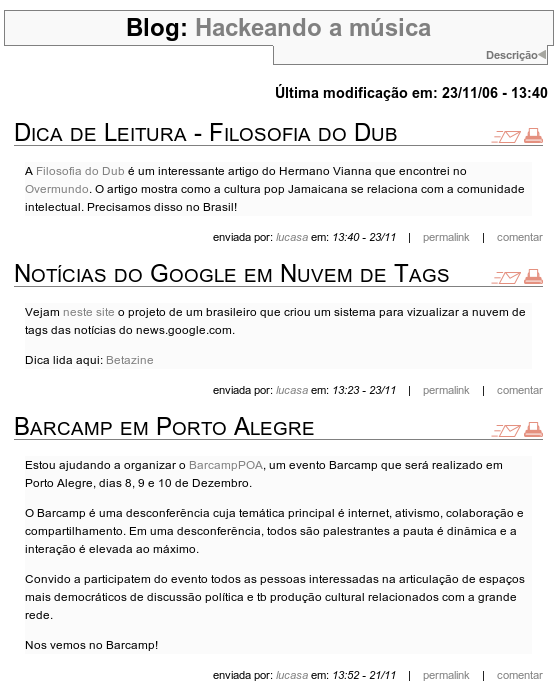 Blog: Hackeando a música
Descrição
Última modificação em: 23/11/06 - 13:40
Dica de Leitura - Filosofia do Dub
A Filosofia do Dub é um interessante artigo do Hermano Vianna que encontrei no
Overmundo. O artigo mostra como a cultura pop Jamaicana se relaciona com a comunidade
intelectual. Precisamos disso no Brasil!
enviada por: lucasa em: 13:40 - 23/11 | permalink | comentar
Notícias do Google em Nuvem de Tags
Vejam neste site o projeto de um brasileiro que criou um sistema para vizualizar a nuvem de
tags das notícias do news.google.com.
Dica lida aqui: Betazine
enviada por: lucasa em: 13:23 - 23/11 | permalink | comentar
Barcamp em Porto Alegre
Estou ajudando a organizar o BarcampPOA, um evento Barcamp que será realizado em
Porto Alegre, dias 8, 9 e 10 de Dezembro.
O Barcamp é uma desconferência cuja temática principal é internet, ativismo, colaboração e
compartilhamento. Em uma desconferência, todos são palestrantes a pauta é dinâmica e a
interação é elevada ao máximo.
Convido a participatem do evento todos as pessoas interessadas na articulação de espaços
mais democráticos de discussão política e tb produção cultural relacionados com a grande
rede.
Nos vemos no Barcamp!
enviada por: lucasa em: 13:52 - 21/11 | permalink | comentar